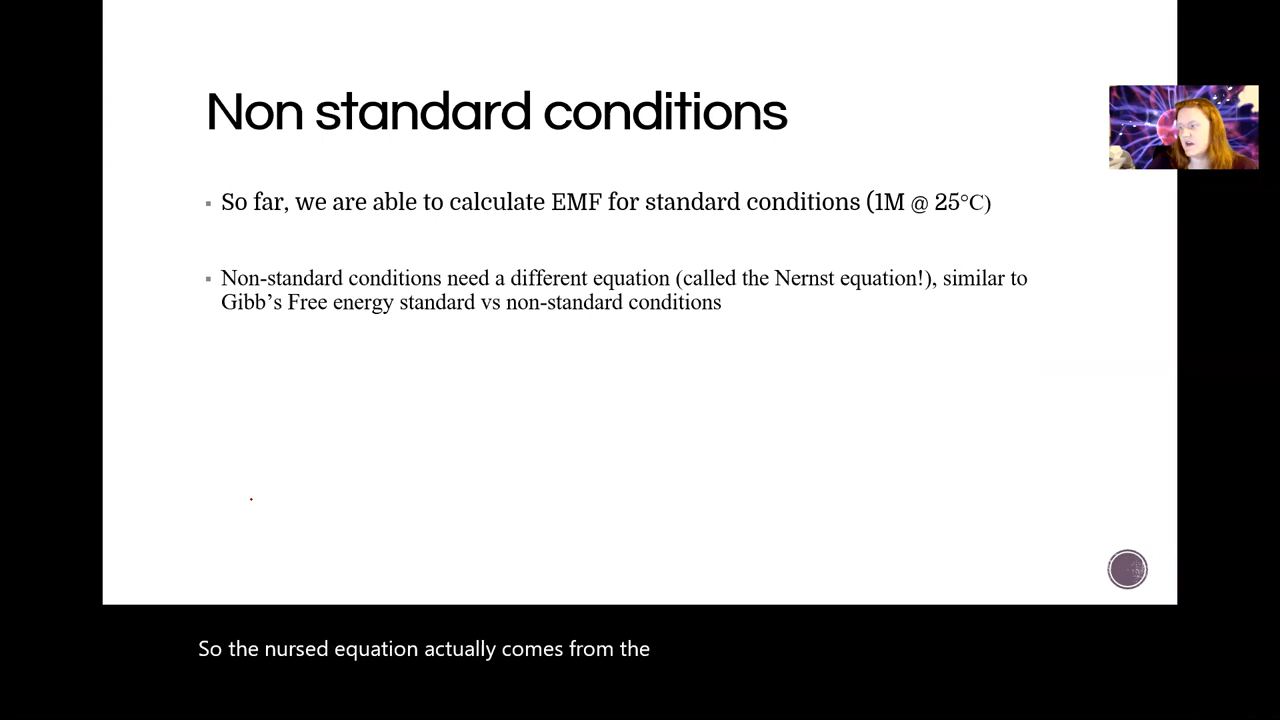 Non standard conditions
So far, we are able to calculate EMF for standard conditions (1M @ 25°C)
Non-standard conditions need a different equation (called the Nernst equation!), similar to
Gibb’s Free energy standard vs non-standard conditions
So the nursed equation actually comes from the